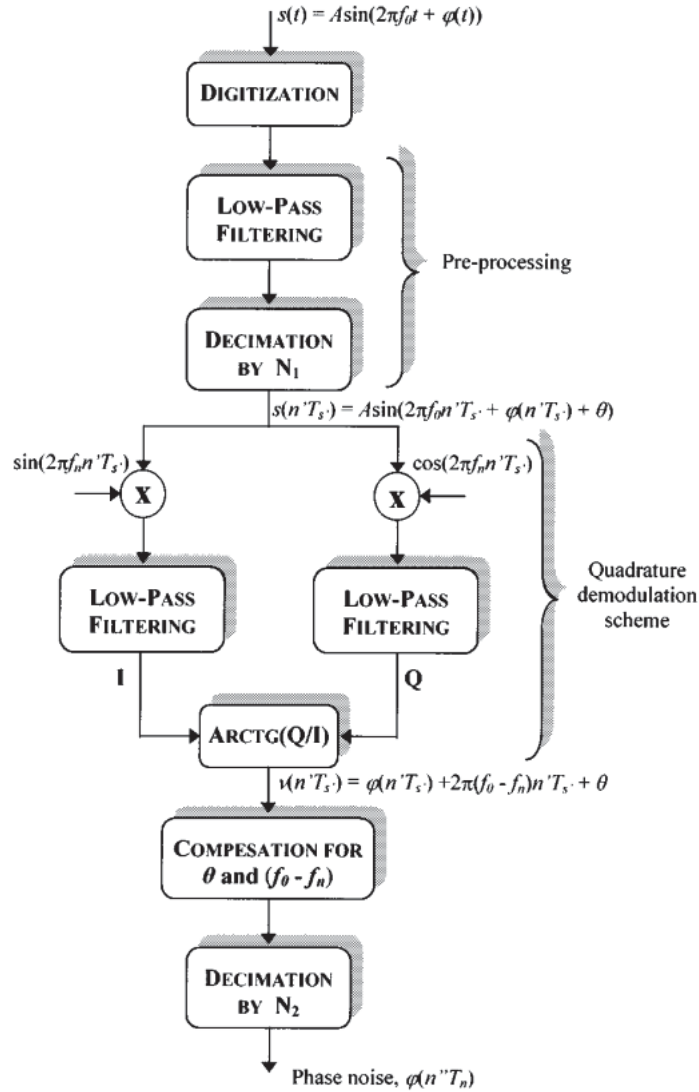 s(t) = Asin(2πf₀t + φ(t))
DIGITIZATION
LOW-PASS
FILTERING
Pre-processing
DECIMATION
BY N₁
s(n'Tₛ') = Asin(2πf₀n'Tₛ' + φ(n'Tₛ') + θ)
sin(2πfₙn'Tₛ')
cos(2πfₙn'Tₛ')
X
X
LOW-PASS
FILTERING
LOW-PASS
FILTERING
Quadrature
demodulation
scheme
I
Q
ARCTG(Q/I)
ν(n'Tₛ') = φ(n'Tₛ') +2π(f₀ - fₙ)n'Tₛ' + θ
COMPESATION FOR
θ and (f₀ - fₙ)
DECIMATION
BY N₂
Phase noise, φ(n''Tₙ)